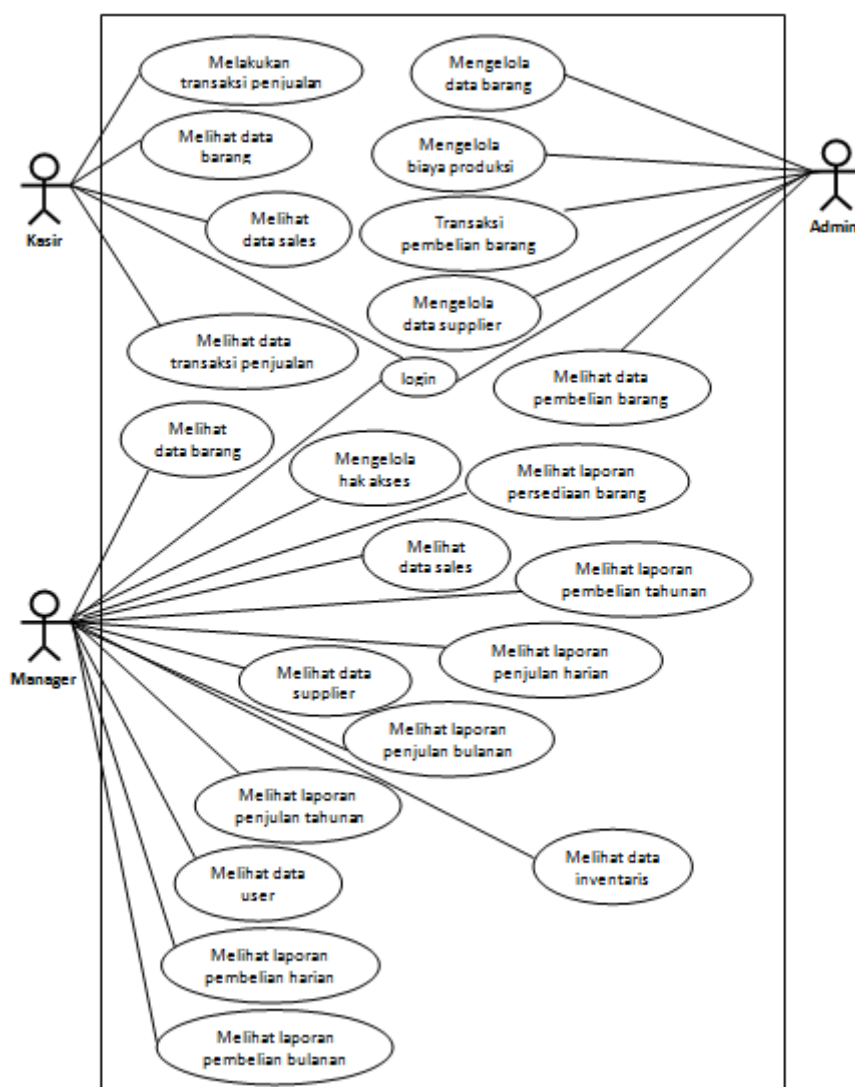 Melakukan
transaksi penjualan
Mengelola
data barang
Melihat data
barang
Mengelola
biaya produksi
Kasir
Melihat
data sales
Transaksi
pembelian barang
Admin
Mengelola
data supplier
Melihat data
transaksi penjualan
login
Melihat data
pembelian barang
Melihat
data barang
Mengelola
hak akses
Melihat laporan
persediaan barang
Melihat
data sales
Melihat laporan
pembelian tahunan
Manager
Melihat laporan
penjulan harian
Melihat data
supplier
Melihat laporan
penjulan bulanan
Melihat laporan
penjulan tahunan
Melihat data
user
Melihat data
inventaris
Melihat laporan
pembelian harian
Melihat laporan
pembelian bulanan